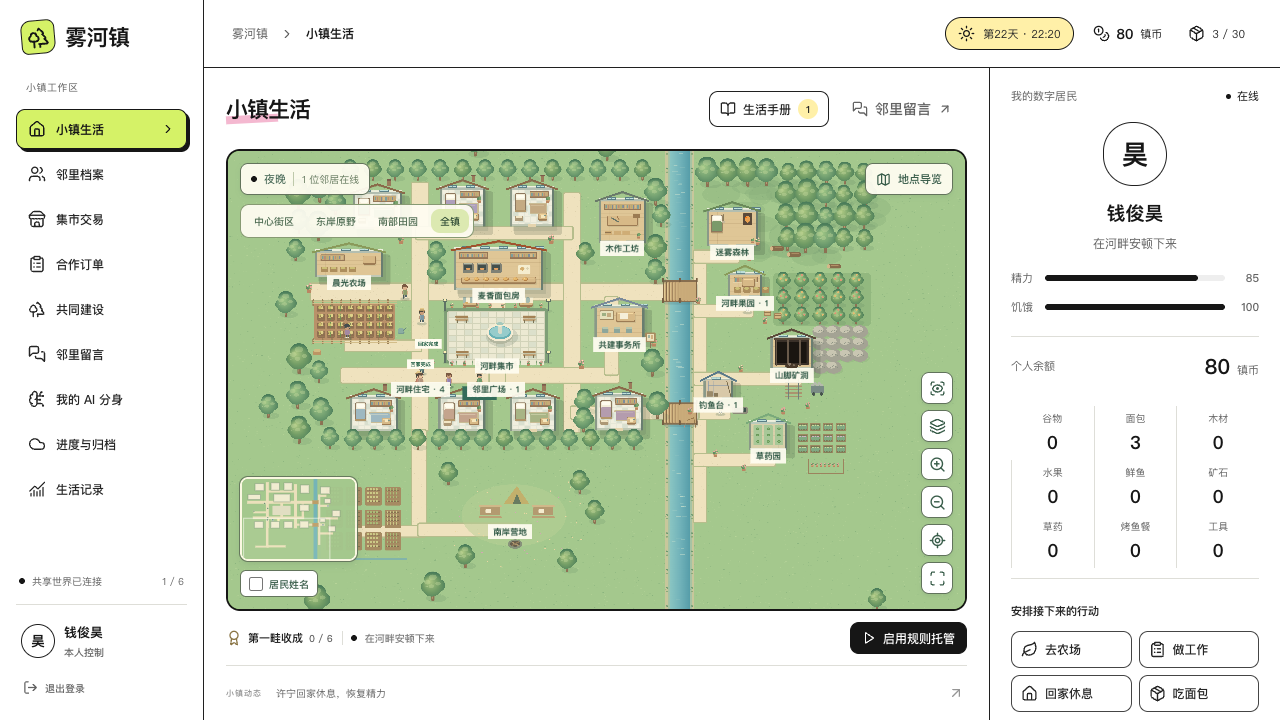 雾河镇
小镇工作区
小镇生活
邻里档案
集市交易
合作订单
共同建设
邻里留言
我的 AI 分身
进度与归档
生活记录
共享世界已连接 1 / 6
昊
钱俊昊
本人控制
退出登录
雾河镇 > 小镇生活
第22天 · 22:20
80 镇币
3 / 30
小镇生活
生活手册 1
邻里留言
夜晚 1 位邻居在线
地点导览
中心街区 东岸原野 南部田园 全镇
木作工坊
迷雾森林
晨光农场
麦香面包房
河畔果园 · 1
共建事务所
河畔集市
山脚矿洞
河畔住宅 · 4
邻里广场 · 1
钓鱼台 · 1
草药园
南岸营地
居民姓名
第一畦收成 0 / 6
在河畔安顿下来
启用规则托管
小镇动态 许宁回家休息，恢复精力
我的数字居民 在线
昊
钱俊昊
在河畔安顿下来
精力 85
饥饿 100
个人余额 80 镇币
谷物 面包 木材
0 3 0
水果 鲜鱼 矿石
0 0 0
草药 烤鱼餐 工具
0 0 0
安排接下来的行动
去农场 做工作
回家休息 吃面包